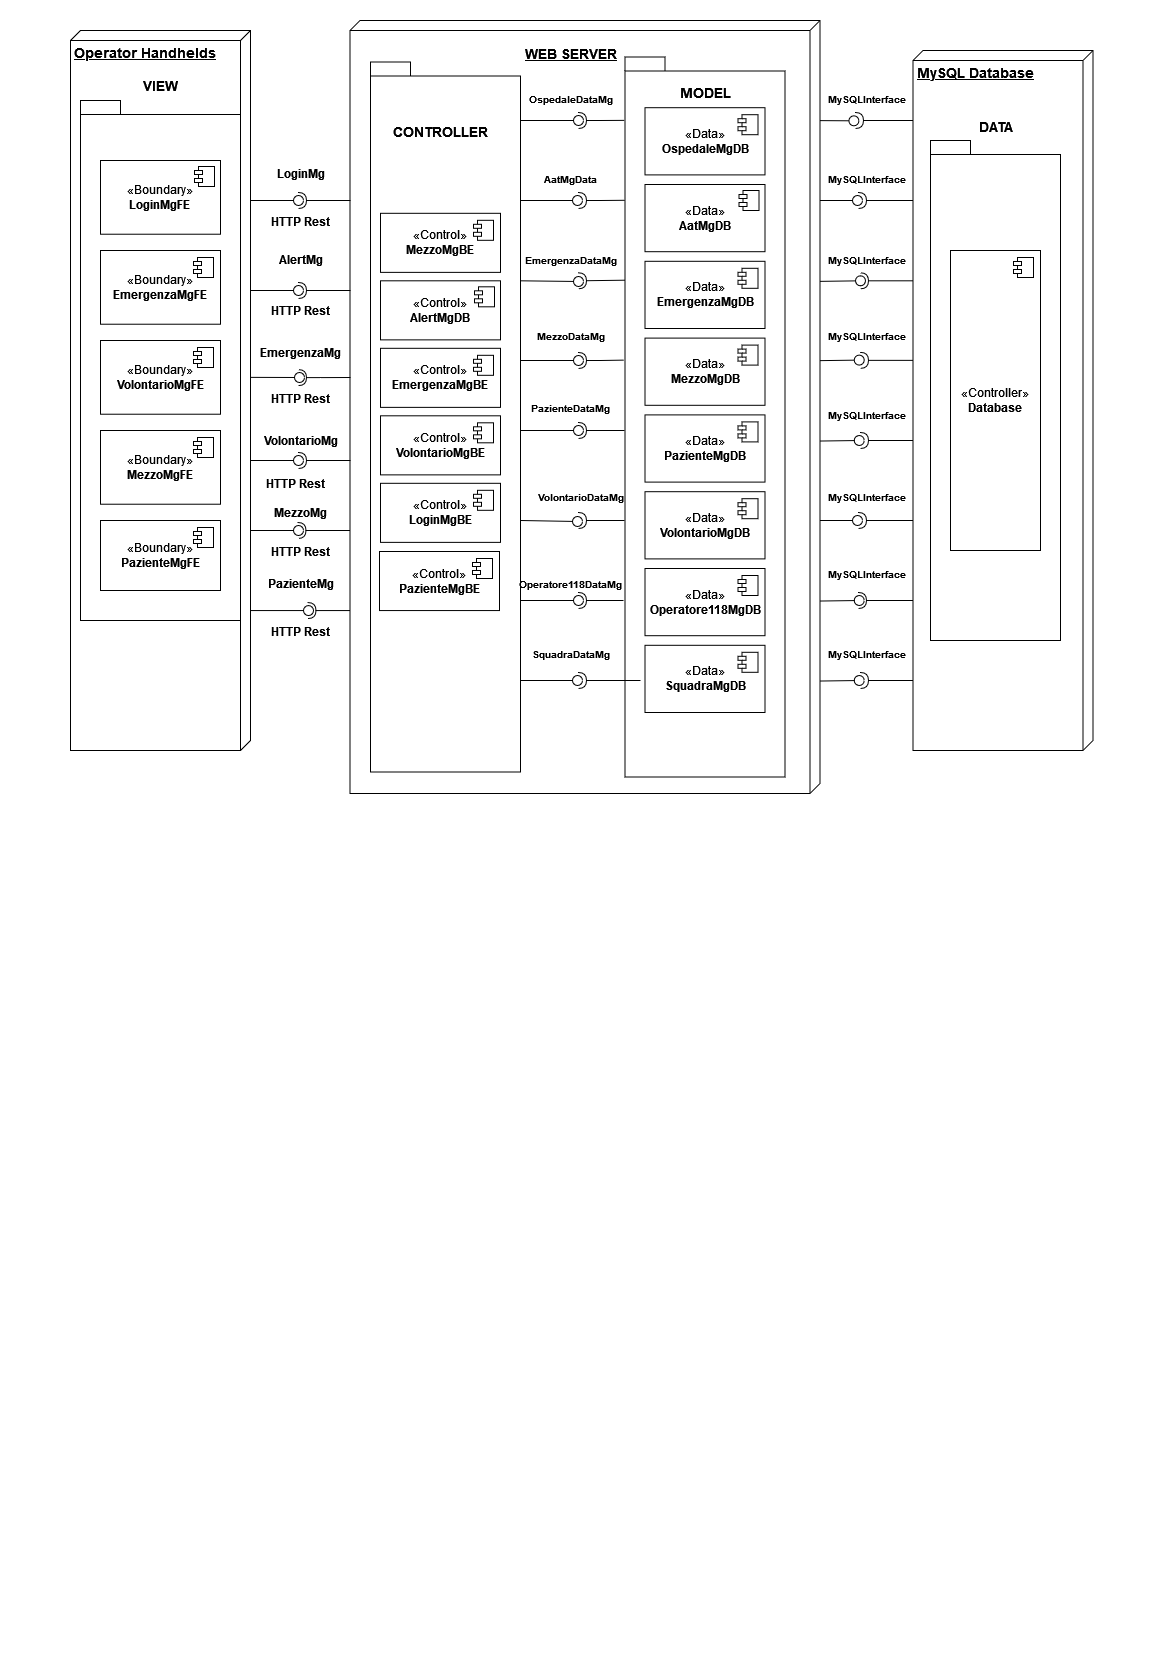 Operator Handhelds
VIEW
«Boundary»
LoginMgFE
«Boundary»
EmergenzaMgFE
«Boundary»
VolontarioMgFE
«Boundary»
MezzoMgFE
«Boundary»
PazienteMgFE
LoginMg
HTTP Rest
AlertMg
HTTP Rest
EmergenzaMg
HTTP Rest
VolontarioMg
HTTP Rest
MezzoMg
HTTP Rest
PazienteMg
HTTP Rest
WEB SERVER
CONTROLLER
«Control»
MezzoMgBE
«Control»
AlertMgDB
«Control»
EmergenzaMgBE
«Control»
VolontarioMgBE
«Control»
LoginMgBE
«Control»
PazienteMgBE
OspedaleDataMg
AatMgData
EmergenzaDataMg
MezzoDataMg
PazienteDataMg
VolontarioDataMg
Operatore118DataMg
SquadraDataMg
MODEL
«Data»
OspedaleMgDB
«Data»
AatMgDB
«Data»
EmergenzaMgDB
«Data»
MezzoMgDB
«Data»
PazienteMgDB
«Data»
VolontarioMgDB
«Data»
Operatore118MgDB
«Data»
SquadraMgDB
MySQLInterface
MySQLInterface
MySQLInterface
MySQLInterface
MySQLInterface
MySQLInterface
MySQLInterface
MySQLInterface
MySQL Database
DATA
«Controller»
Database